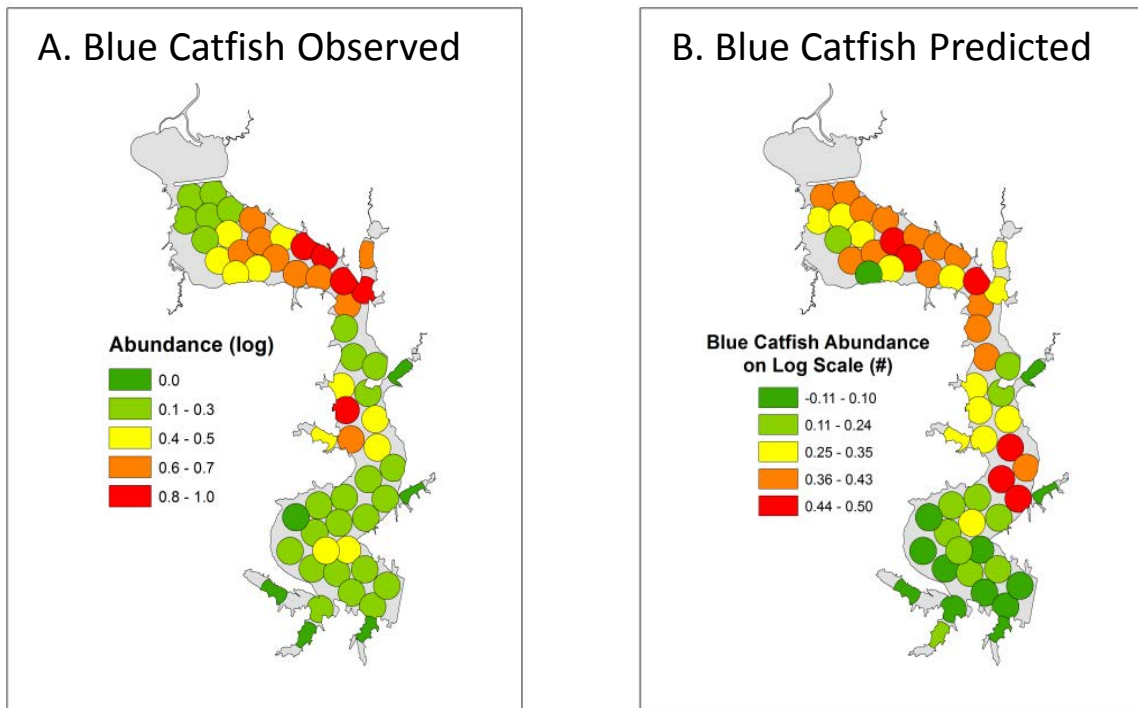 A. Blue Catfish Observed
Abundance (log)
0.0
0.1 - 0.3
0.4 - 0.5
0.6 - 0.7
0.8 - 1.0
B. Blue Catfish Predicted
Blue Catfish Abundance
on Log Scale (#)
-0.11 - 0.10
0.11 - 0.24
0.25 - 0.35
0.36 - 0.43
0.44 - 0.50